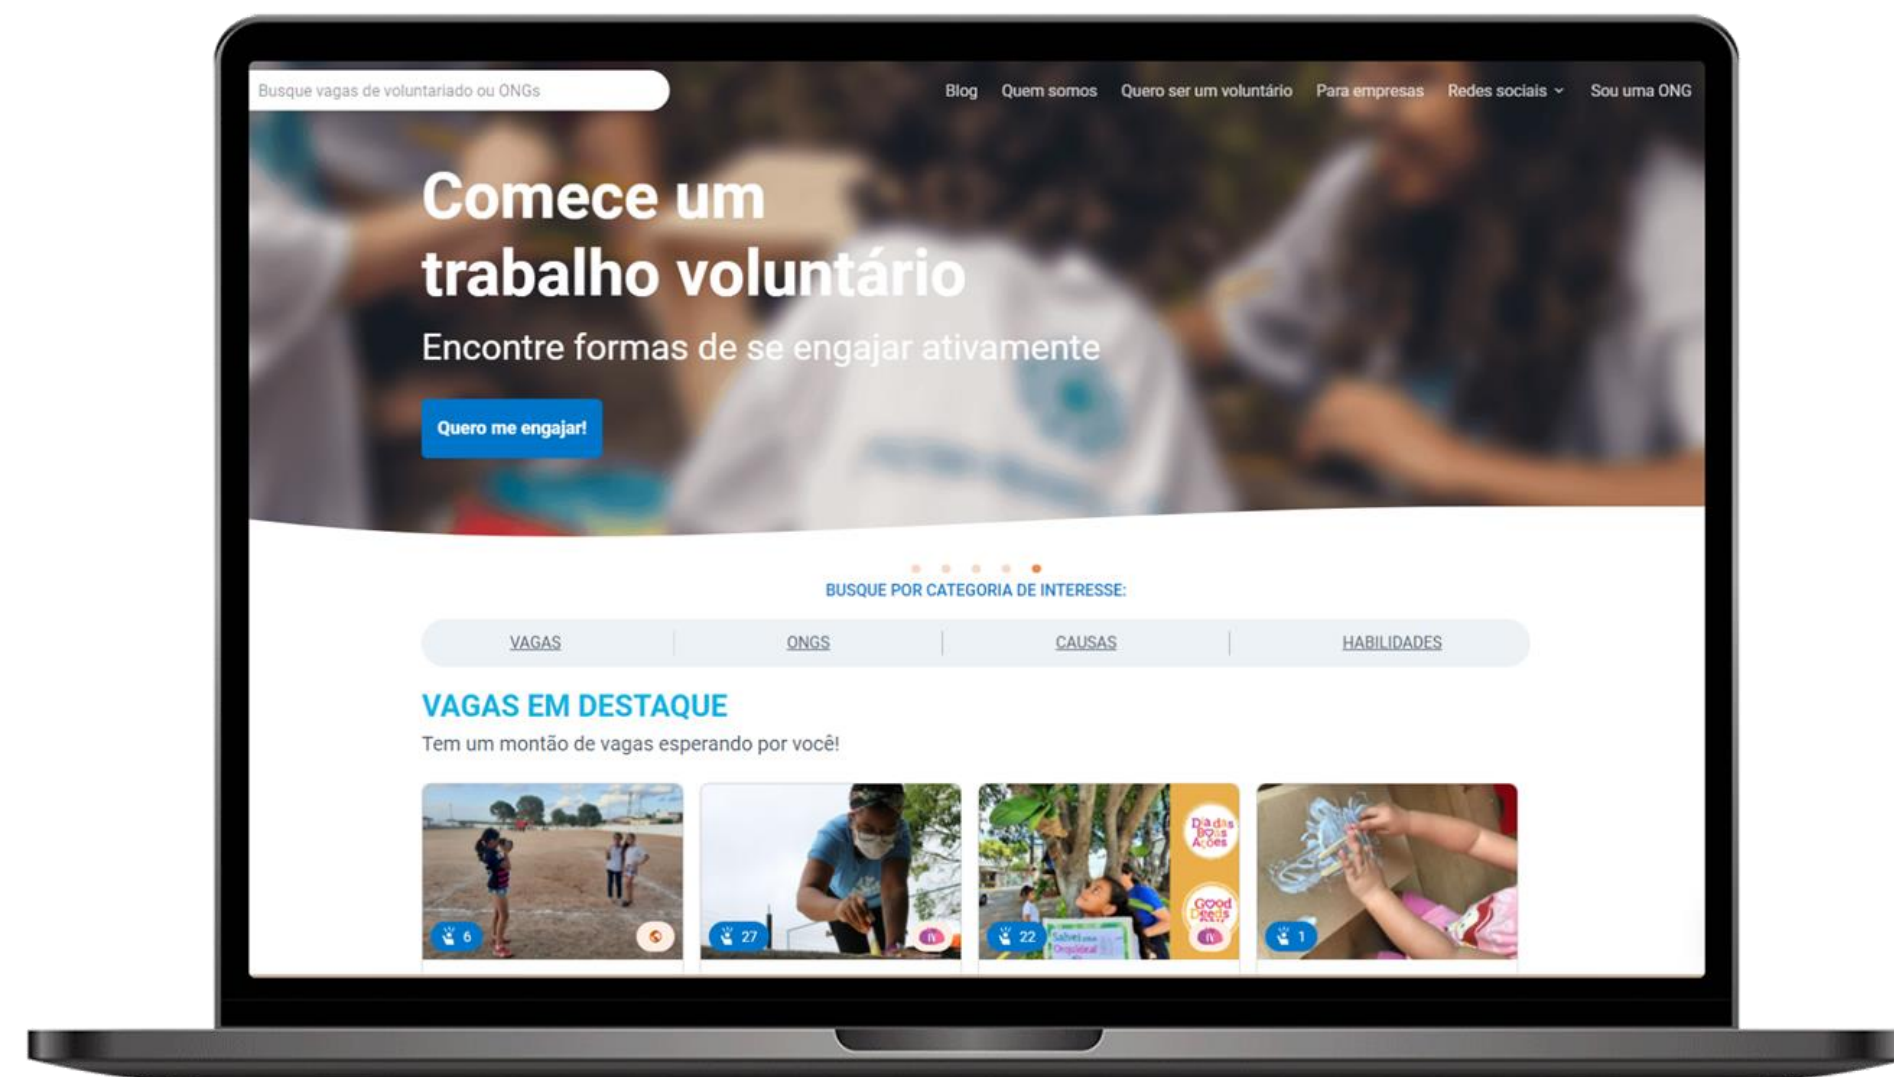 Busque vagas de voluntariado ou ONGs
Blog Quem somos Quero ser um voluntário Para empresas Redes sociais Sou uma ONG
Comece um
trabalho voluntário
Encontre formas de se engajar ativamente
Quero me engajar!
BUSQUE POR CATEGORIA DE INTERESSE:
VAGAS ONGS CAUSAS HABILIDADES
VAGAS EM DESTAQUE
Tem um montão de vagas esperando por você!
Dia das
Boas
Ações
Good
Deeds
6
27
IV
22
IV
1